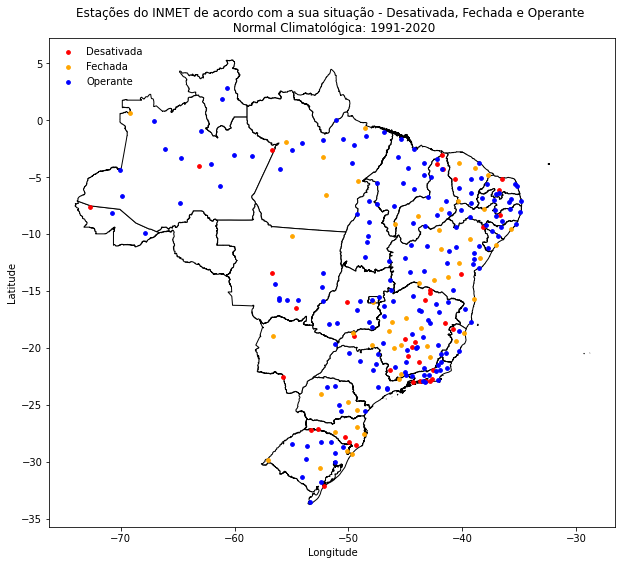 Estações do INMET de acordo com a sua situação - Desativada, Fechada e Operante
Normal Climatológica: 1991-2020
Desativada
Fechada
Operante
5
0
−5
−10
−15
−20
−25
−30
−35
Latitude
−70
−60
−50
−40
−30
Longitude